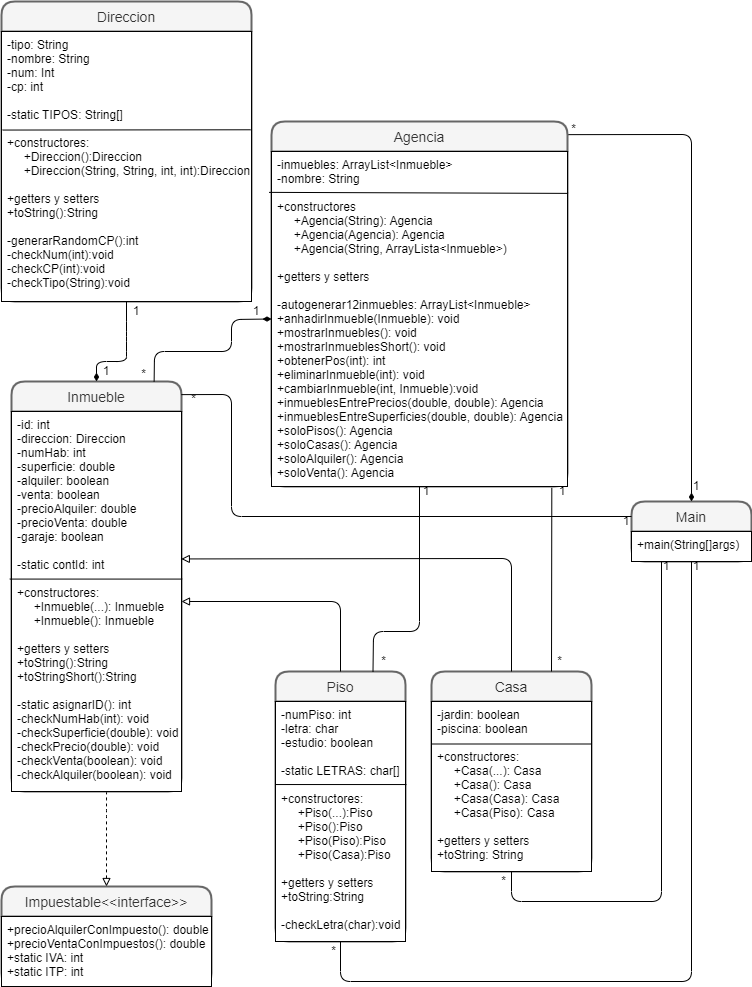 Direccion
-tipo: String
-nombre: String
-num: Int
-cp: int
-static TIPOS: String[]
+constructores:
+Direccion():Direccion
+Direccion(String, String, int, int):Direccion
+getters y setters
+toString():String
-generarRandomCP():int
-checkNum(int):void
-checkCP(int):void
-checkTipo(String):void
1
1
Agencia
-inmuebles: ArrayList<Inmueble>
-nombre: String
+constructores
+Agencia(String): Agencia
+Agencia(Agencia): Agencia
+Agencia(String, ArrayLista<Inmueble>)
+getters y setters
-autogenerar12inmuebles: ArrayList<Inmueble>
+anhadirInmueble(Inmueble): void
+mostrarInmuebles(): void
+mostrarInmueblesShort(): void
+obtenerPos(int): int
+eliminarInmueble(int): void
+cambiarInmueble(int, Inmueble):void
+inmueblesEntrePrecios(double, double): Agencia
+inmueblesEntreSuperficies(double, double): Agencia
+soloPisos(): Agencia
+soloCasas(): Agencia
+soloAlquiler(): Agencia
+soloVenta(): Agencia
*
1
*
1
1
1
*
1
Inmueble
-id: int
-direccion: Direccion
-numHab: int
-superficie: double
-alquiler: boolean
-venta: boolean
-precioAlquiler: double
-precioVenta: double
-garaje: boolean
-static contId: int
+constructores:
+Inmueble(...): Inmueble
+Inmueble(): Inmueble
+getters y setters
+toString():String
+toStringShort():String
-static asignarID(): int
-checkNumHab(int): void
-checkSuperficie(double): void
-checkPrecio(double): void
-checkVenta(boolean): void
-checkAlquiler(boolean): void
Main
+main(String[]args)
1
1
*
*
Piso
-numPiso: int
-letra: char
-estudio: boolean
-static LETRAS: char[]
+constructores:
+Piso(...):Piso
+Piso():Piso
+Piso(Piso):Piso
+Piso(Casa):Piso
+getters y setters
+toString:String
-checkLetra(char):void
*
Casa
-jardin: boolean
-piscina: boolean
+constructores:
+Casa(...): Casa
+Casa(): Casa
+Casa(Casa): Casa
+Casa(Piso): Casa
+getters y setters
+toString: String
*
Impuestable<<interface>>
+precioAlquilerConImpuesto(): double
+precioVentaConImpuestos(): double
+static IVA: int
+static ITP: int